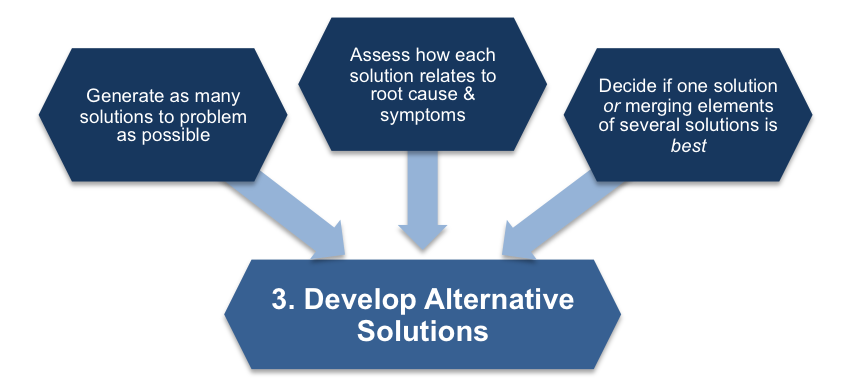 Generate as many
solutions to problem
as possible
Assess how each
solution relates to
root cause &
symptoms
Decide if one solution
or merging elements
of several solutions is
best
3. Develop Alternative
Solutions